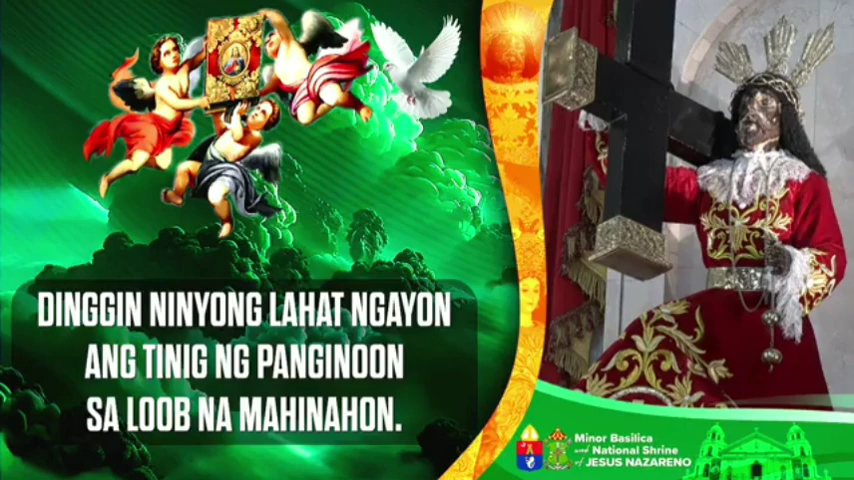 DINGGIN NINYONG LAHAT NGAYON
ANG TINIG NG PANGINOON
SA LOOB NA MAHINAHON.
Minor Basilica
and National Shrine
of JESUS NAZARENO